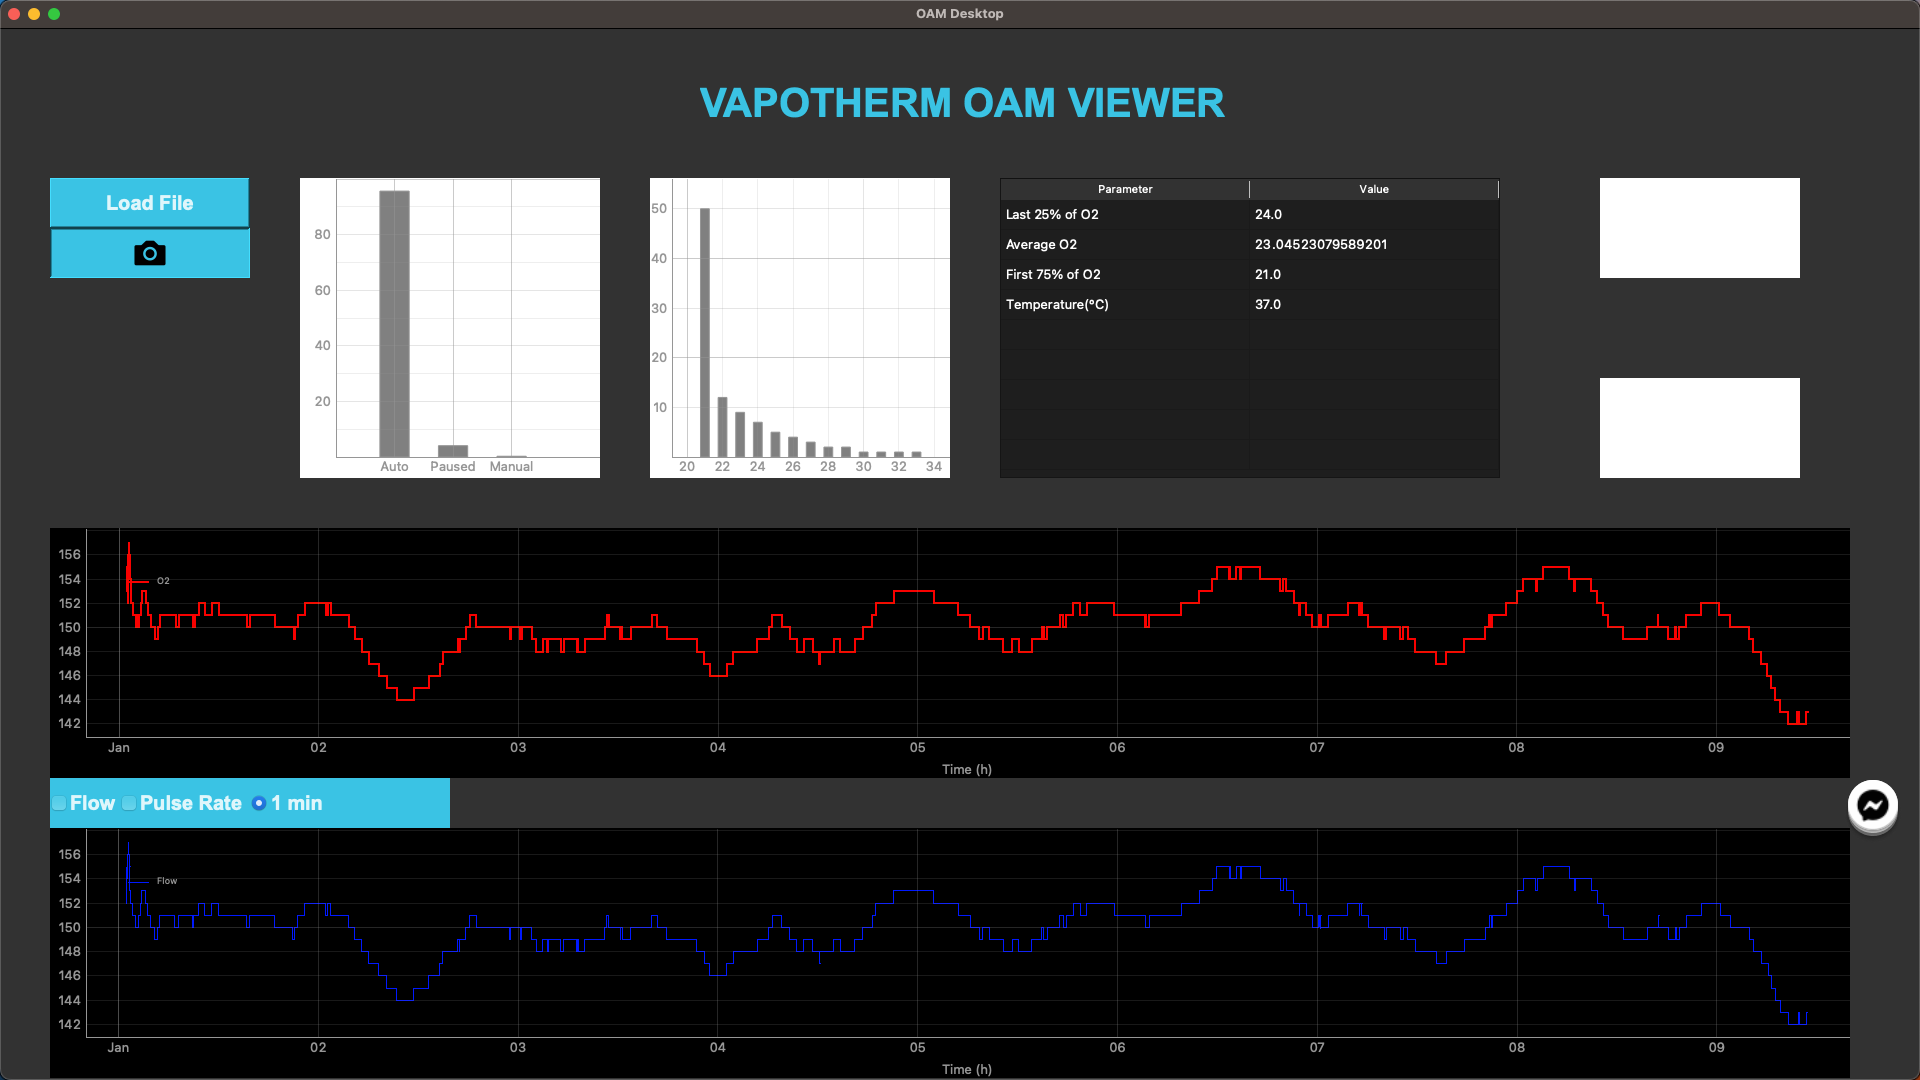 OAM Desktop
VAPOTHERM OAM VIEWER
Load File
80
60
40
20
Auto Paused Manual
50
40
30
20
10
20 22 24 26 28 30 32 34
Parameter Value
Last 25% of O2 24.0
Average O2 23.04523079589201
First 75% of O2 21.0
Temperature(°C) 37.0
156
154
152
150
148
146
144
142
O2
Jan 02 03 04 05 06 07 08 09
Time (h)
Flow Pulse Rate 1 min
156
154
152
150
148
146
144
142
Flow
Jan 02 03 04 05 06 07 08 09
Time (h)